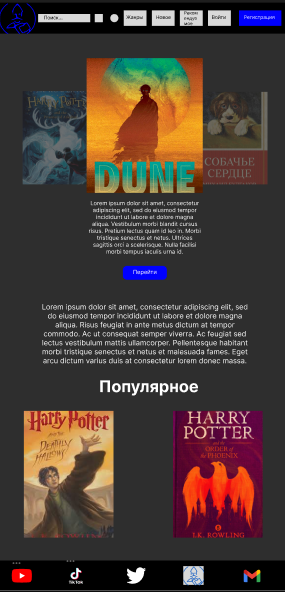 Поиск...
Жанры
Новое
Реком
ендуе
мое
Войти
Регистрация
HARRY POTTER
DUNE
СОБАЧЬЕ
СЕРДЦЕ
Lorem ipsum dolor sit amet, consectetur
adipiscing elit, sed do eiusmod tempor
incididunt ut labore et dolore magna
aliqua. Vestibulum morbi blandit cursus
risus. Pretium lectus quam id leo in. Morbi
tristique senectus et netus. Ultrices
sagittis orci a scelerisque. Nulla facilisi
morbi tempus iaculis urna id.
Перейти
Lorem ipsum dolor sit amet, consectetur adipiscing elit, sed
do eiusmod tempor incididunt ut labore et dolore magna
aliqua. Risus feugiat in ante metus dictum at tempor
commodo. Ac ut consequat semper viverra. Ac feugiat sed
lectus vestibulum mattis ullamcorper. Pellentesque habitant
morbi tristique senectus et netus et malesuada fames. Eget
arcu dictum varius duis at consectetur lorem donec massa.
Популярное
Harry Potter
AND THE
DEATHLY
HALLOWS
HARRY
POTTER
and the
ORDER of
the PHOENIX
J.K. ROWLING
TikTok